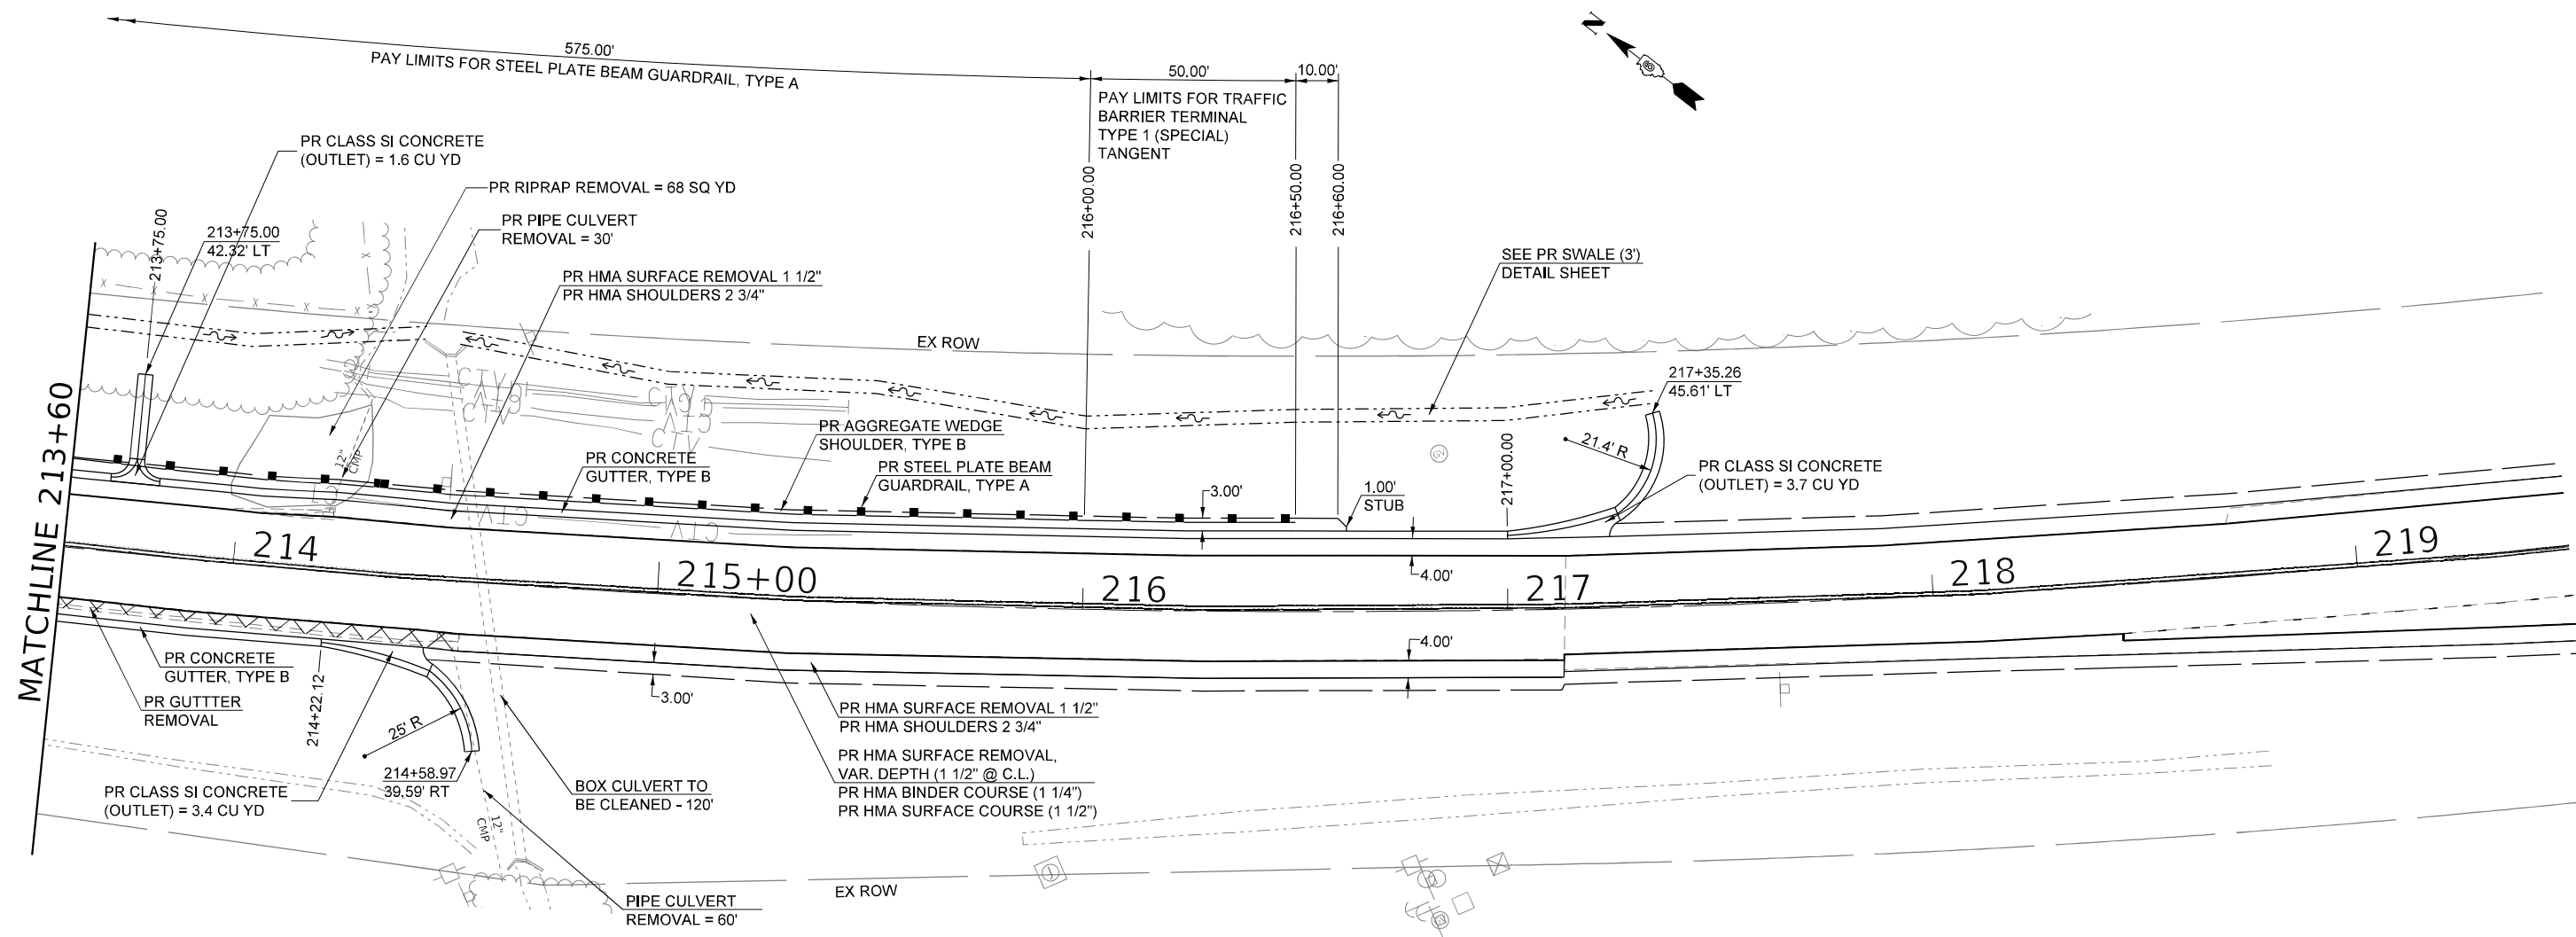 575.00'
PAY LIMITS FOR STEEL PLATE BEAM GUARDRAIL, TYPE A
50.00'
10.00'
PAY LIMITS FOR TRAFFIC
BARRIER TERMINAL
TYPE 1 (SPECIAL)
TANGENT
N
216+00.00
216+50.00
216+60.00
PR CLASS SI CONCRETE
(OUTLET) = 1.6 CU YD
PR RIPRAP REMOVAL = 68 SQ YD
PR PIPE CULVERT
REMOVAL = 30'
213+75.00
42.32' LT
213+75.00
PR HMA SURFACE REMOVAL 1 1/2"
PR HMA SHOULDERS 2 3/4"
SEE PR SWALE (3')
DETAIL SHEET
EX ROW
217+35.26
45.61' LT
21.4' R
PR AGGREGATE WEDGE
SHOULDER, TYPE B
PR CONCRETE
GUTTER, TYPE B
PR STEEL PLATE BEAM
GUARDRAIL, TYPE A
12"
CMP
CTV
CTV
CTV
CTV
CTV
3.00'
1.00'
STUB
217+00.00
PR CLASS SI CONCRETE
(OUTLET) = 3.7 CU YD
MATCHLINE 213+60
214
215+00
216
217
218
219
4.00'
4.00'
3.00'
PR CONCRETE
GUTTER, TYPE B
PR GUTTTER
REMOVAL
214+22.12
25' R
214+58.97
39.59' RT
PR CLASS SI CONCRETE
(OUTLET) = 3.4 CU YD
12"
CMP
BOX CULVERT TO
BE CLEANED - 120'
PR HMA SURFACE REMOVAL 1 1/2"
PR HMA SHOULDERS 2 3/4"
PR HMA SURFACE REMOVAL,
VAR. DEPTH (1 1/2" @ C.L.)
PR HMA BINDER COURSE (1 1/4")
PR HMA SURFACE COURSE (1 1/2")
PIPE CULVERT
REMOVAL = 60'
EX ROW